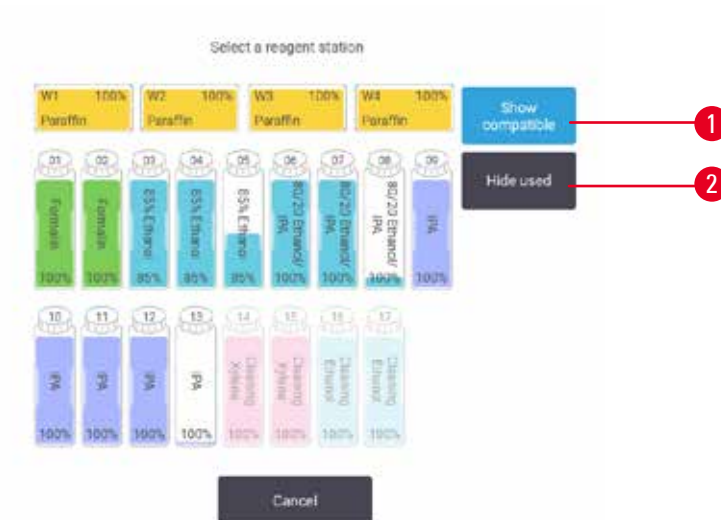 Select a reagent station
W1 100%
Paraffin
W2 100%
Paraffin
W3 100%
Paraffin
W4 100%
Paraffin
Show
compatible
1
01
Formalin
100%
02
Formalin
100%
03
85% Ethanol
85%
04
85% Ethanol
85%
05
85% Ethanol
85%
06
80/20 Ethanol/
IPA
100%
07
80/20 Ethanol/
IPA
100%
08
80/20 Ethanol/
IPA
100%
09
IPA
100%
Hide used
2
10
IPA
100%
11
IPA
100%
12
IPA
100%
13
IPA
100%
14
Cleaning
Xylene
100%
15
Cleaning
Xylene
100%
16
Cleaning
Ethanol
100%
17
Cleaning
Ethanol
100%
Cancel